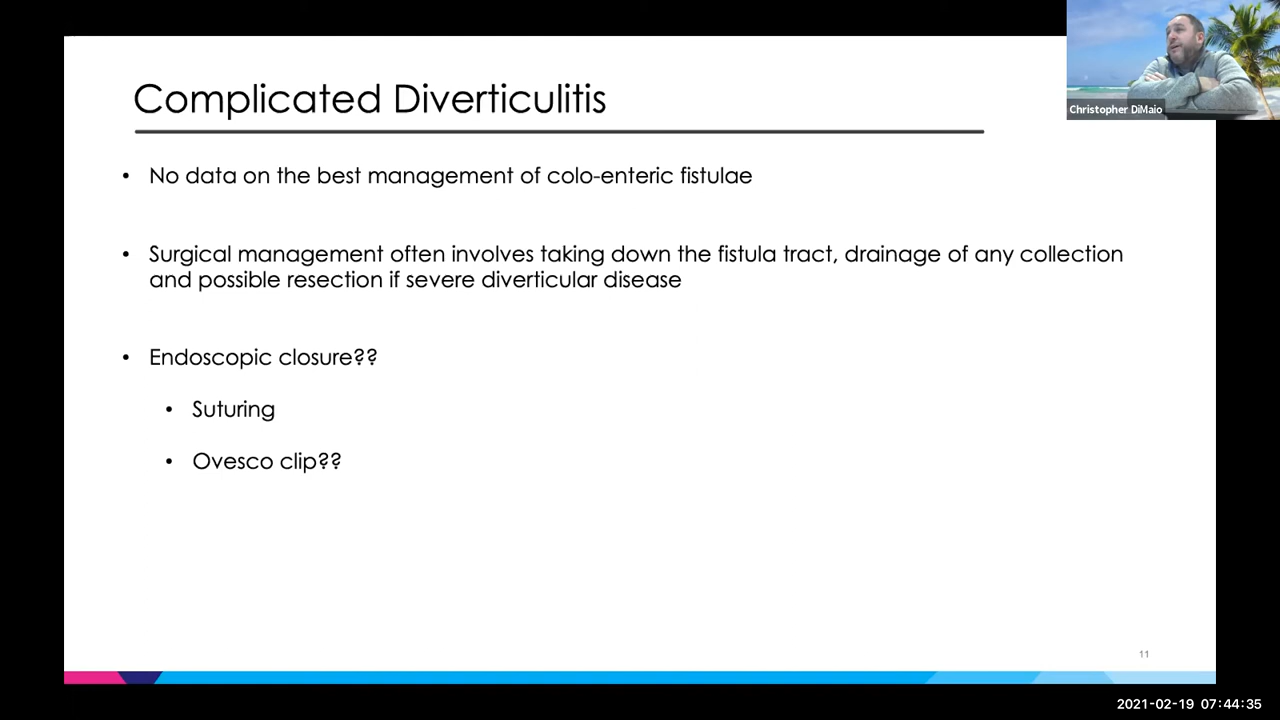 Complicated Diverticulitis
Christopher DiMaio
• No data on the best management of colo-enteric fistulae
• Surgical management often involves taking down the fistula tract, drainage of any collection
and possible resection if severe diverticular disease
• Endoscopic closure??
• Suturing
• Ovesco clip??
11
2021-02-19 07:44:35